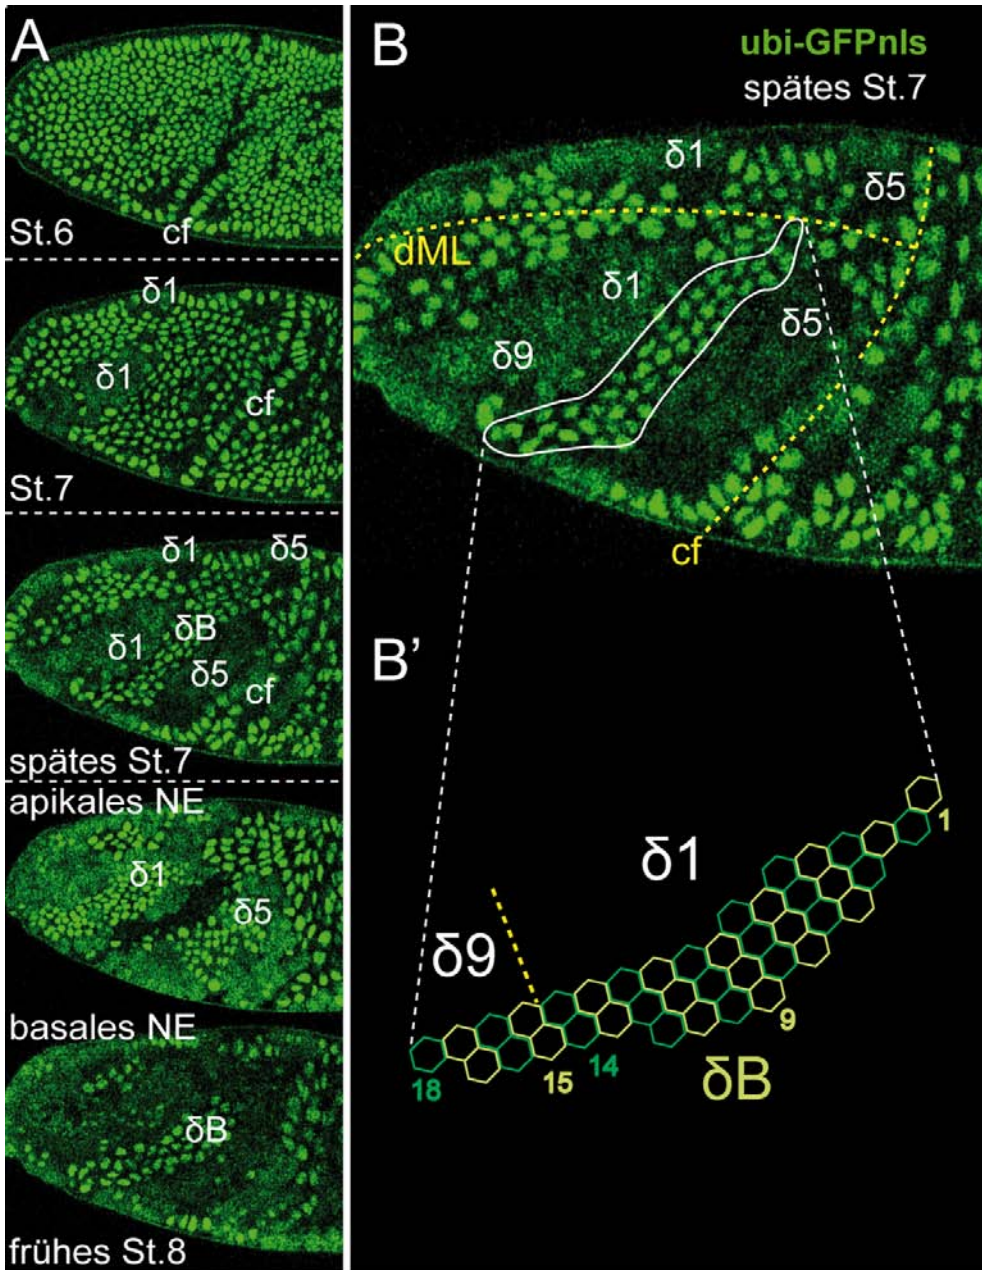 A
St.6
cf
δ1
δ1
cf
St.7
δ1
δ5
δB
δ1
δ5
cf
spätes St.7
apikales NE
δ1
δ5
basales NE
δB
frühes St.8
B
ubi-GFPnls
spätes St.7
δ1
δ5
dML
δ1
δ5
δ9
cf
B’
1
δ1
δ9
9
14
15
18
δB